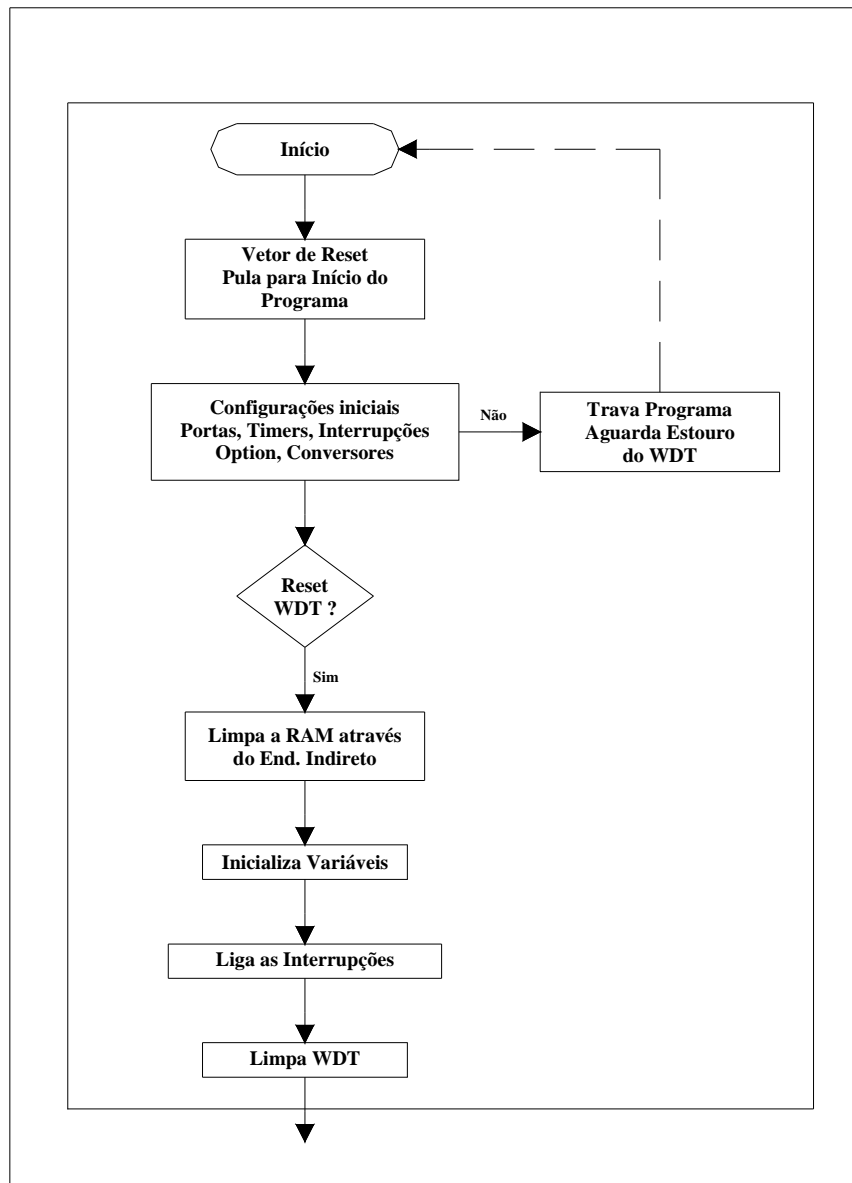 Início
Vetor de Reset
Pula para Início do
Programa
Configurações iniciais
Portas, Timers, Interrupções
Option, Conversores
Não
Trava Programa
Aguarda Estouro
do WDT
Reset
WDT ?
Sim
Limpa a RAM através
do End. Indireto
Inicializa Variáveis
Liga as Interrupções
Limpa WDT